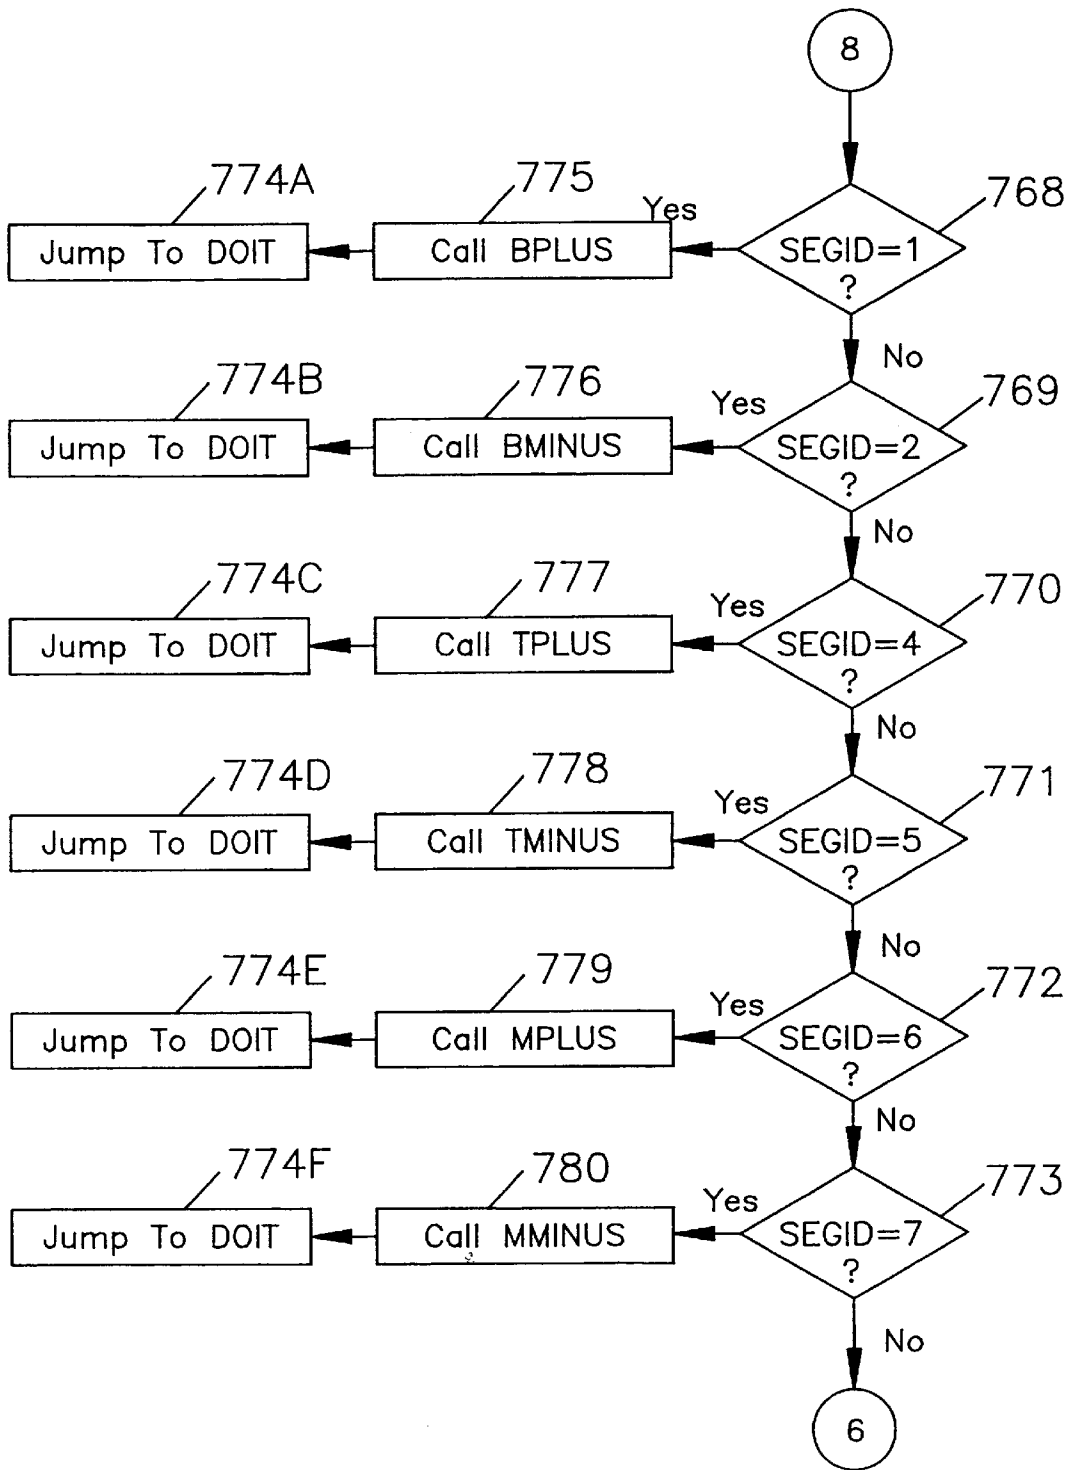 8
774A
775
Yes
768
Jump To DOIT
Call BPLUS
SEGID=1
?
No
774B
776
Yes
769
Jump To DOIT
Call BMINUS
SEGID=2
?
No
774C
777
Yes
770
Jump To DOIT
Call TPLUS
SEGID=4
?
No
774D
778
Yes
771
Jump To DOIT
Call TMINUS
SEGID=5
?
No
774E
779
Yes
772
Jump To DOIT
Call MPLUS
SEGID=6
?
No
774F
780
Yes
773
Jump To DOIT
Call MMINUS
SEGID=7
?
No
6